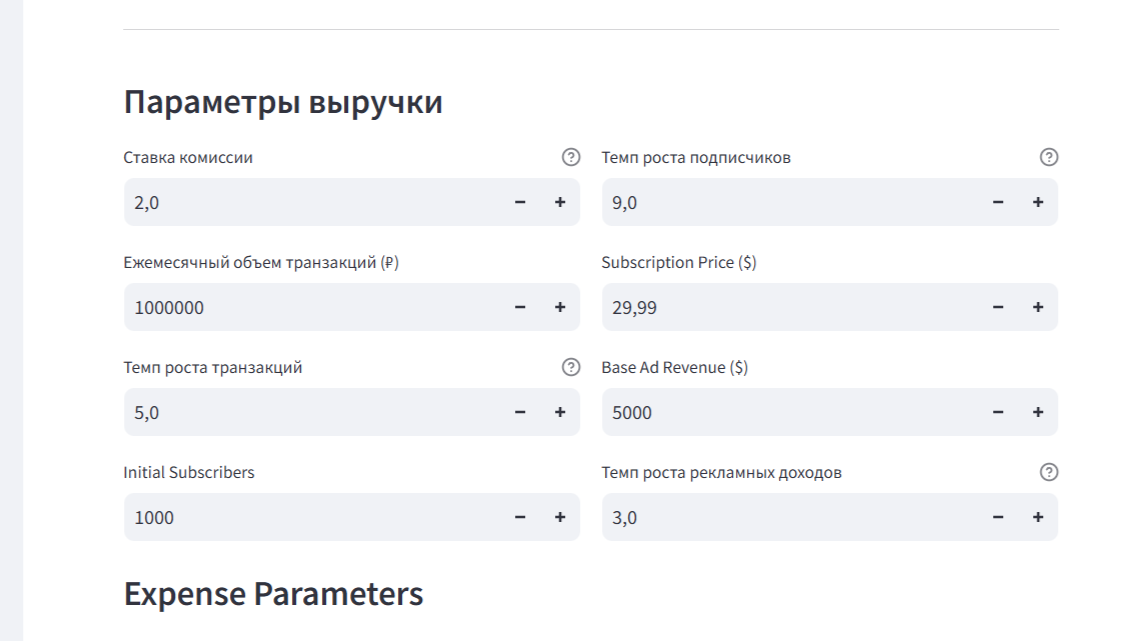 Параметры выручки
Ставка комиссии
Темп роста подписчиков
2,0
9,0
Ежемесячный объем транзакций (₽)
Subscription Price ($)
1000000
29,99
Темп роста транзакций
Base Ad Revenue ($)
5,0
5000
Initial Subscribers
Темп роста рекламных доходов
1000
3,0
Expense Parameters